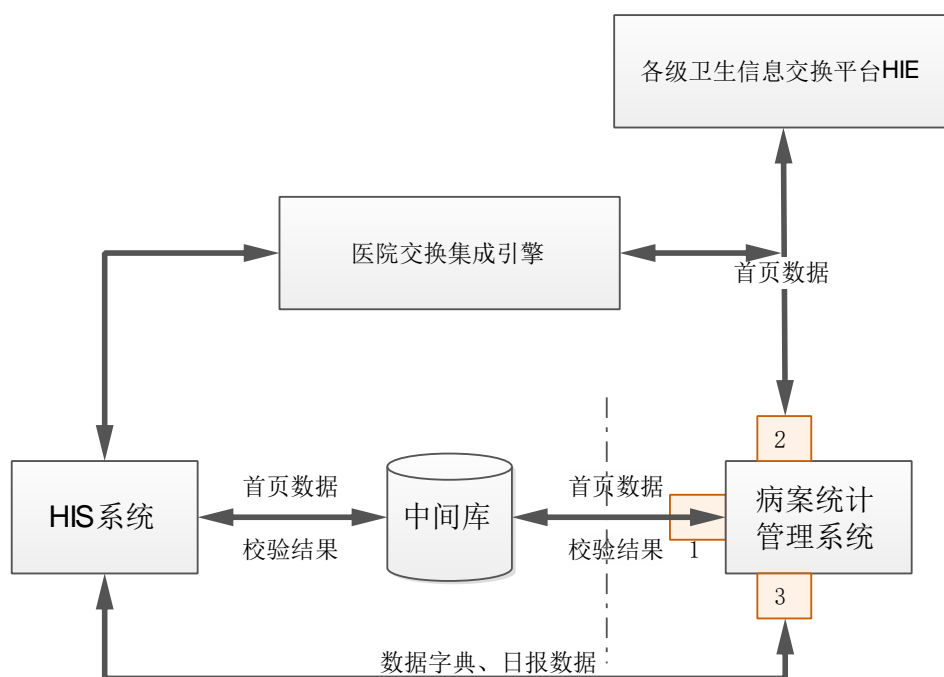 各级卫生信息交换平台HIE
医院交换集成引擎
首页数据
2
HIS系统
首页数据
校验结果
中间库
首页数据
校验结果
1
病案统计
管理系统
3
数据字典、日报数据